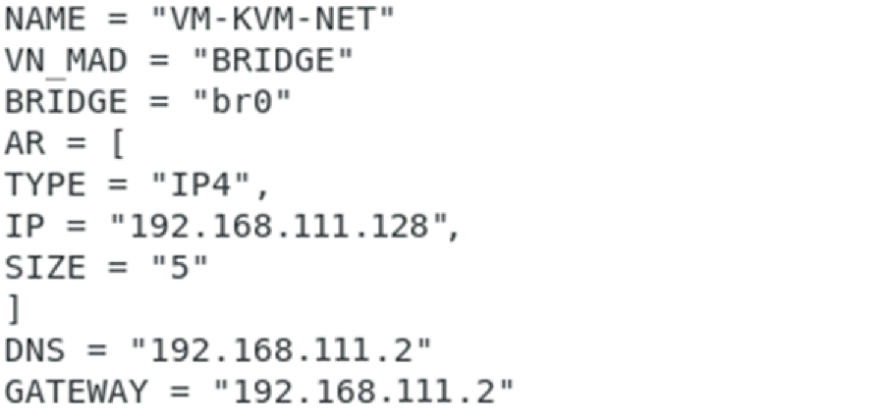 NAME = "VM-KVM-NET"
VN_MAD = "BRIDGE"
BRIDGE = "br0"
AR = [
TYPE = "IP4",
IP = "192.168.111.128",
SIZE = "5"
]
DNS = "192.168.111.2"
GATEWAY = "192.168.111.2"